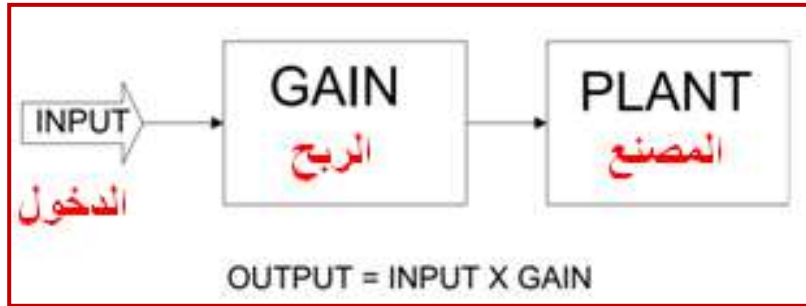 GAIN
الربح
PLANT
المصنع
INPUT
الدخول
OUTPUT = INPUT X GAIN